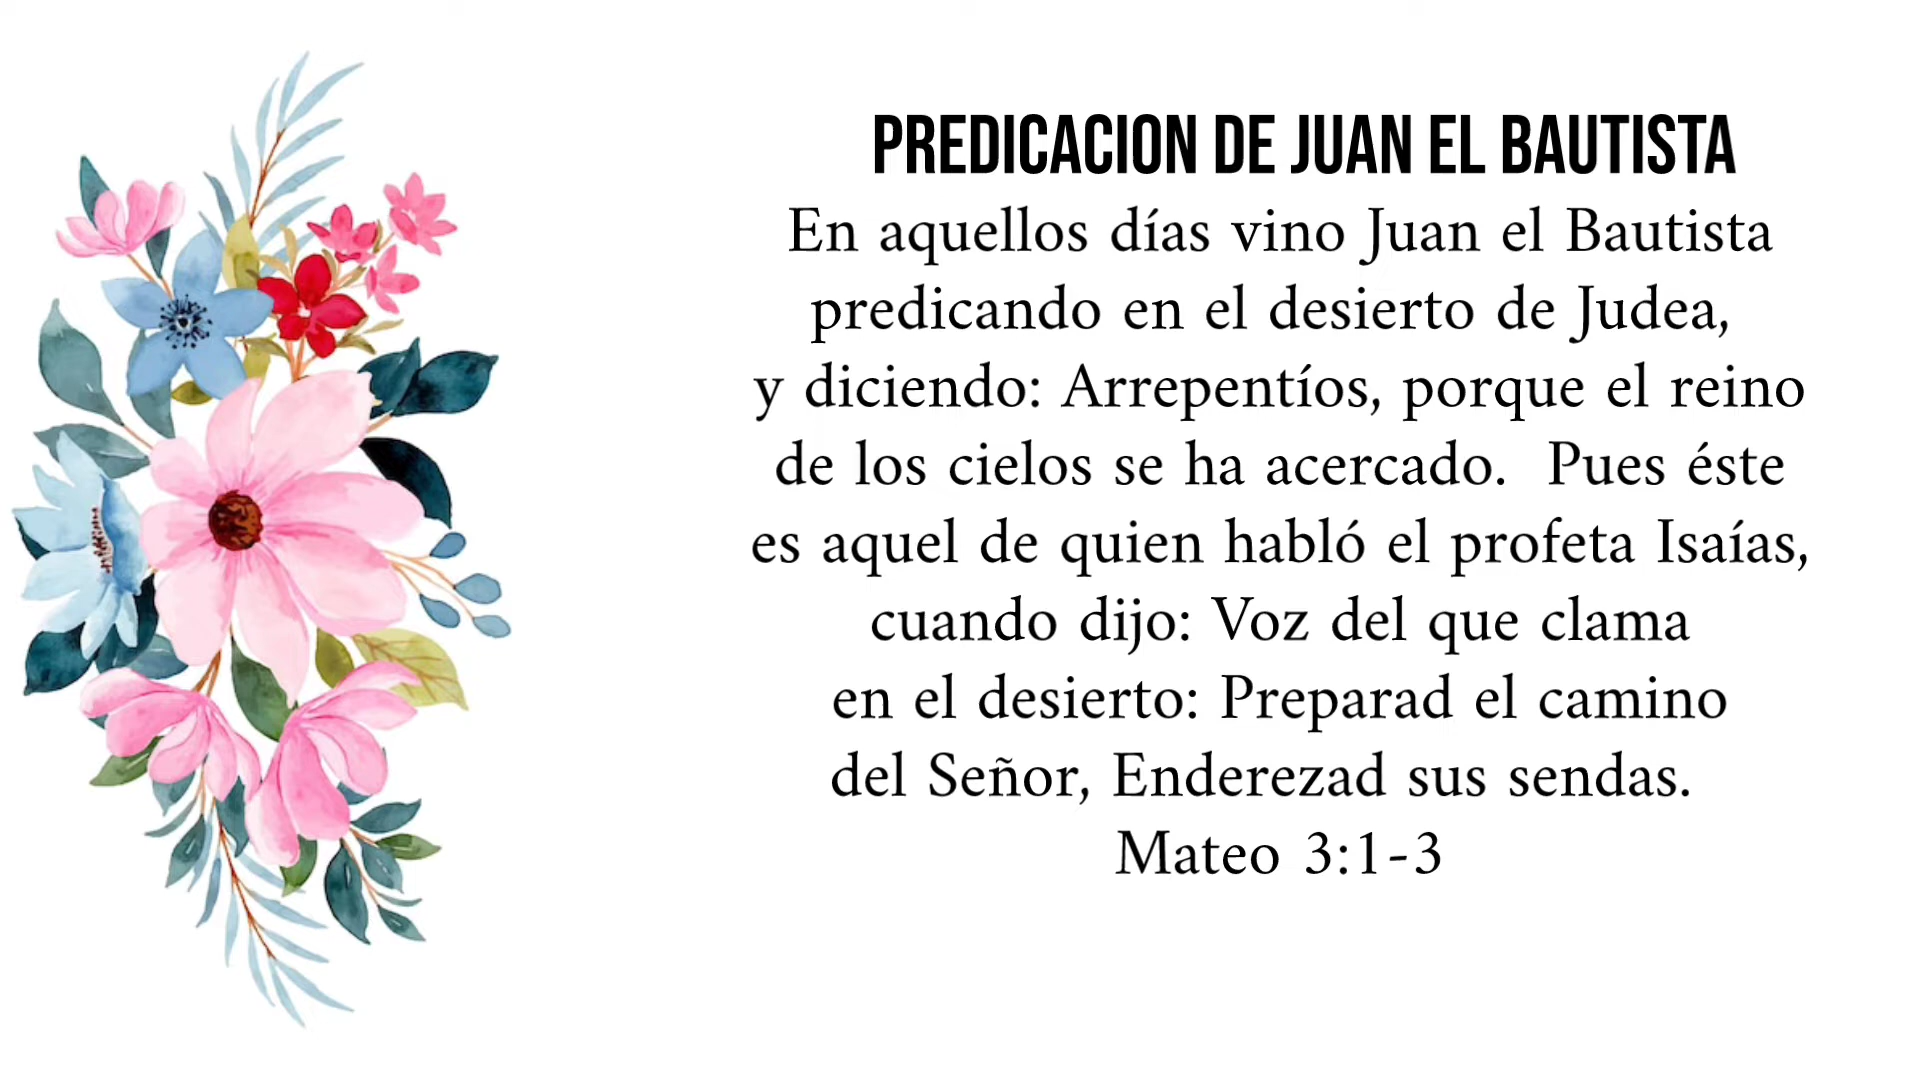 PREDICACION DE JUAN EL BAUTISTA
En aquellos días vino Juan el Bautista
predicando en el desierto de Judea,
y diciendo: Arrepentíos, porque el reino
de los cielos se ha acercado.  Pues éste
es aquel de quien habló el profeta Isaías,
cuando dijo: Voz del que clama
en el desierto: Preparad el camino
del Señor, Enderezad sus sendas.
Mateo 3:1-3